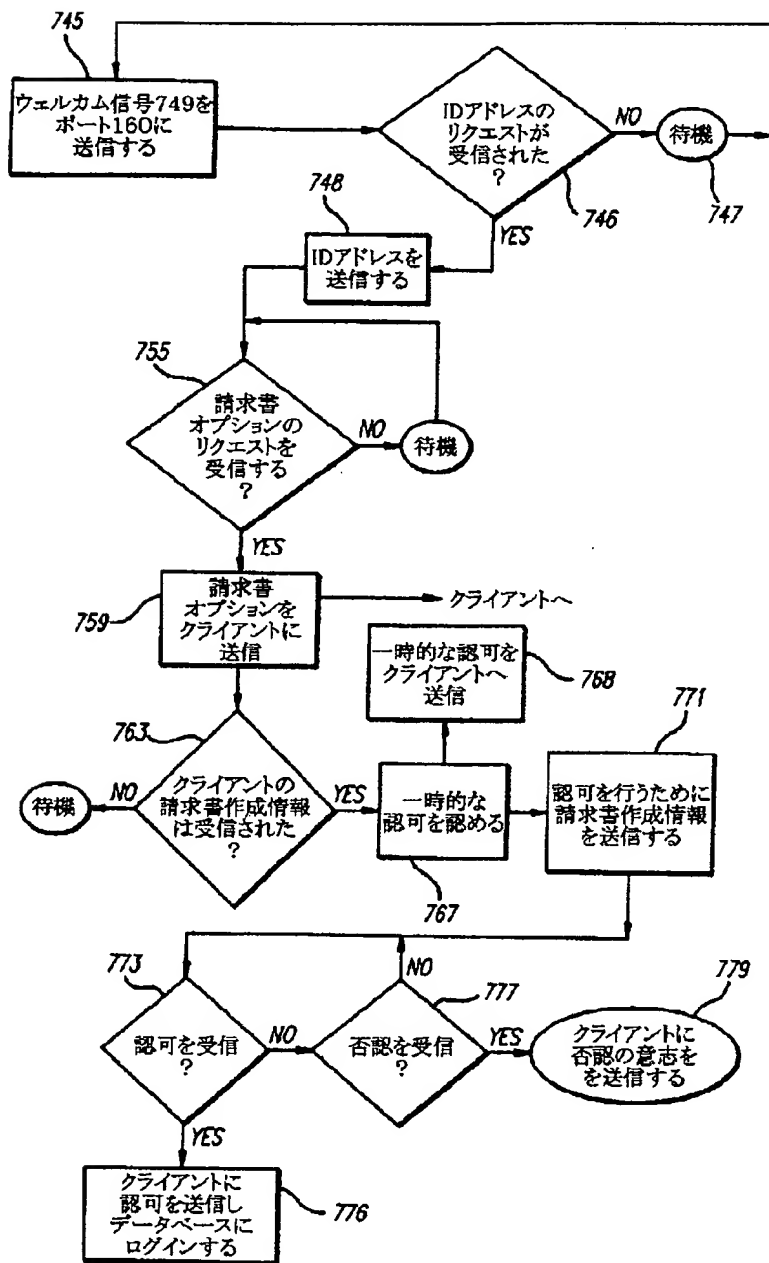 745
ウェルカム信号749を
ポート160に
送信する
IDアドレスの
リクエストが
受信された
?
NO
待機
747
746
YES
748
IDアドレスを
送信する
755
請求書
オプションの
リクエストを
受信する
?
NO
待機
YES
759
請求書
オプションを
クライアントに
送信
クライアントへ
一時的な認可を
クライアントへ
送信
768
763
クライアントの
請求書作成情報
は受信された
?
NO
待機
YES
一時的な
認可を認める
767
771
認可を行うために
請求書作成情報
を送信する
773
認可を受信
?
NO
777
否認を受信
?
NO
YES
779
クライアントに
否認の意志を
を送信する
YES
クライアントに
認可を送信し
データベースに
ログインする
776